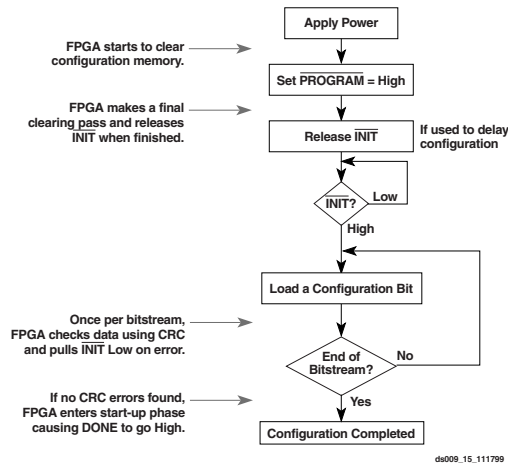 Apply Power
FPGA starts to clear
configuration memory.
Set PROGRAM = High
FPGA makes a final
clearing pass and releases
INIT when finished.
Release INIT
If used to delay
configuration
INIT?
Low
High
Load a Configuration Bit
Once per bitstream,
FPGA checks data using CRC
and pulls INIT Low on error.
End of
Bitstream?
No
Yes
If no CRC errors found,
FPGA enters start-up phase
causing DONE to go High.
Configuration Completed
ds009_15_111799